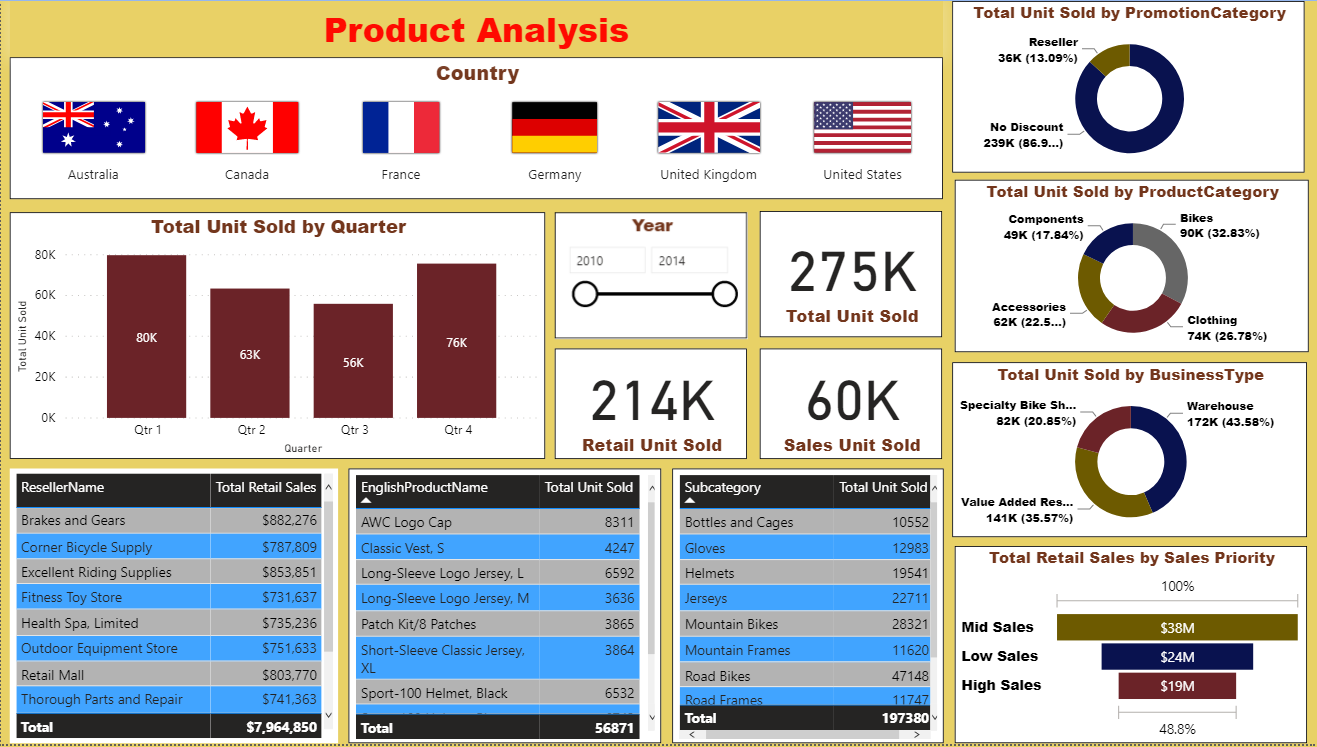 Product Analysis
Country
Australia
Canada
France
Germany
United Kingdom
United States
Total Unit Sold by Quarter
Total Unit Sold
80K
60K
40K
20K
0K
80K
63K
56K
76K
Qtr 1
Qtr 2
Qtr 3
Qtr 4
Quarter
Year
2010
2014
275K
Total Unit Sold
214K
Retail Unit Sold
60K
Sales Unit Sold
ResellerName Total Retail Sales
Brakes and Gears $882,276
Corner Bicycle Supply $787,809
Excellent Riding Supplies $853,851
Fitness Toy Store $731,637
Health Spa, Limited $735,236
Outdoor Equipment Store $751,633
Retail Mall $803,770
Thorough Parts and Repair $741,363
Total $7,964,850
EnglishProductName Total Unit Sold
AWC Logo Cap 8311
Classic Vest, S 4247
Long-Sleeve Logo Jersey, L 6592
Long-Sleeve Logo Jersey, M 3636
Patch Kit/8 Patches 3865
Short-Sleeve Classic Jersey, 3864
XL
Sport-100 Helmet, Black 6532
Total 56871
Subcategory Total Unit Sold
Bottles and Cages 10552
Gloves 12983
Helmets 19541
Jerseys 22711
Mountain Bikes 28321
Mountain Frames 11620
Road Bikes 47148
Road Frames 11747
Total 197380
Total Unit Sold by PromotionCategory
Reseller
36K (13.09%)
No Discount
239K (86.9...)
Total Unit Sold by ProductCategory
Components
49K (17.84%)
Bikes
90K (32.83%)
Accessories
62K (22.5...)
Clothing
74K (26.78%)
Total Unit Sold by BusinessType
Specialty Bike Sh...
82K (20.85%)
Warehouse
172K (43.58%)
Value Added Res...
141K (35.57%)
Total Retail Sales by Sales Priority
100%
Mid Sales $38M
Low Sales $24M
High Sales $19M
48.8%